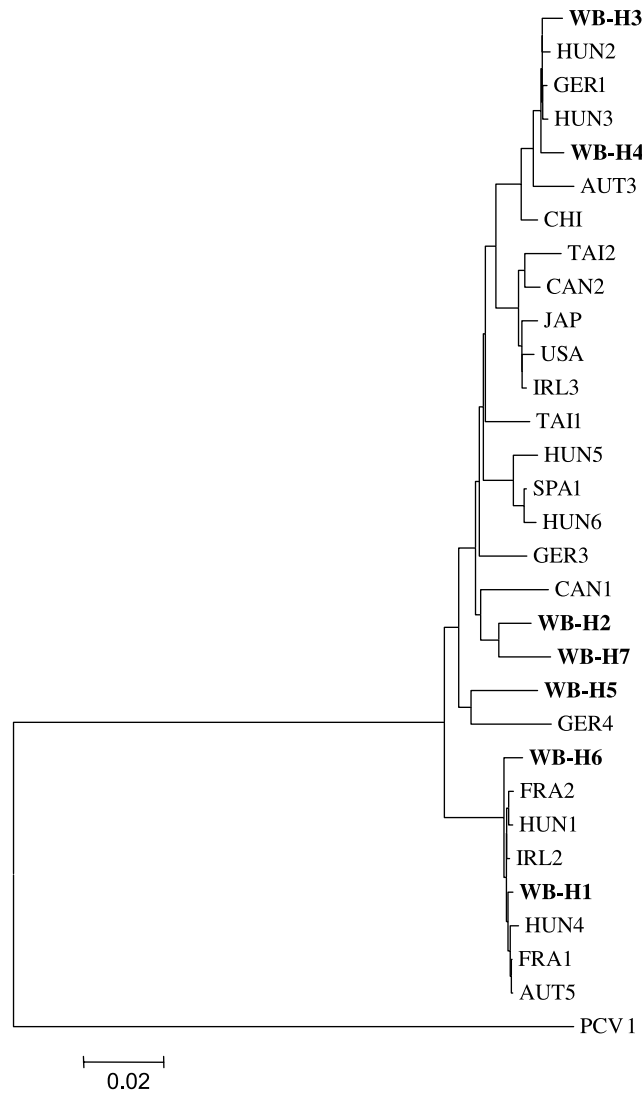 WB-H3
HUN2
GER1
HUN3
WB-H4
AUT3
CHI
TAI2
CAN2
JAP
USA
IRL3
TAI1
HUN5
SPA1
HUN6
GER3
CAN1
WB-H2
WB-H7
WB-H5
GER4
WB-H6
FRA2
HUN1
IRL2
WB-H1
HUN4
FRA1
AUT5
PCV1
0.02